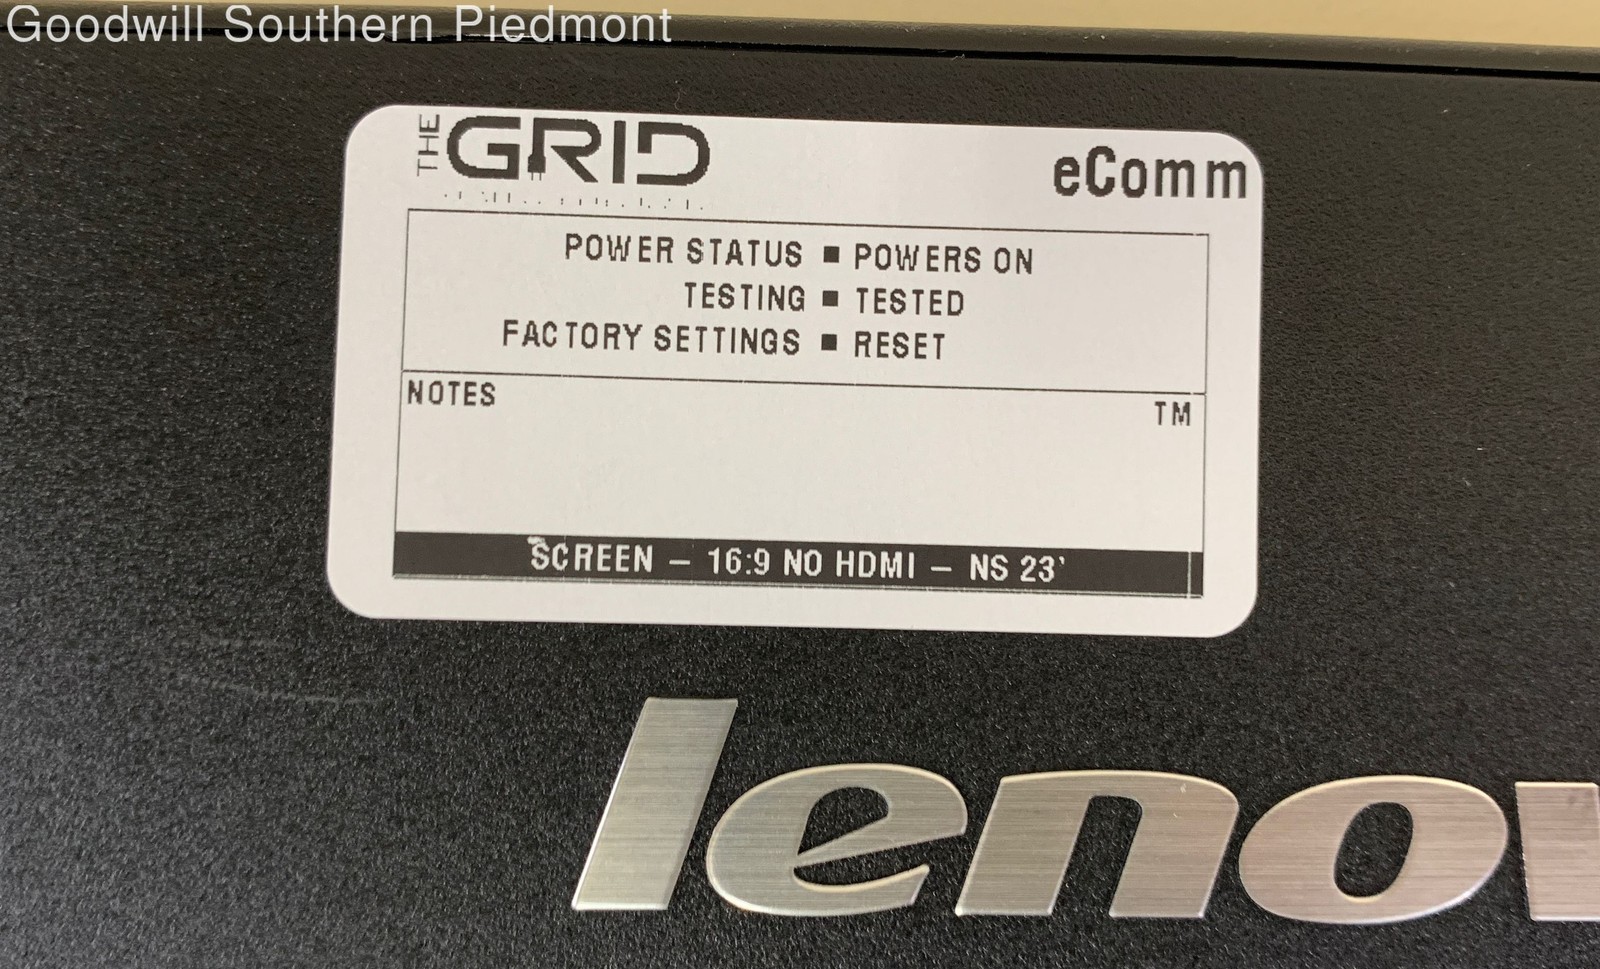 Goodwill Southern Piedmont
THE GRID
eComm
POWER STATUS ■ POWERS ON
TESTING ■ TESTED
FACTORY SETTINGS ■ RESET
NOTES
TM
SCREEN – 16:9 NO HDMI – NS 23'
lenov